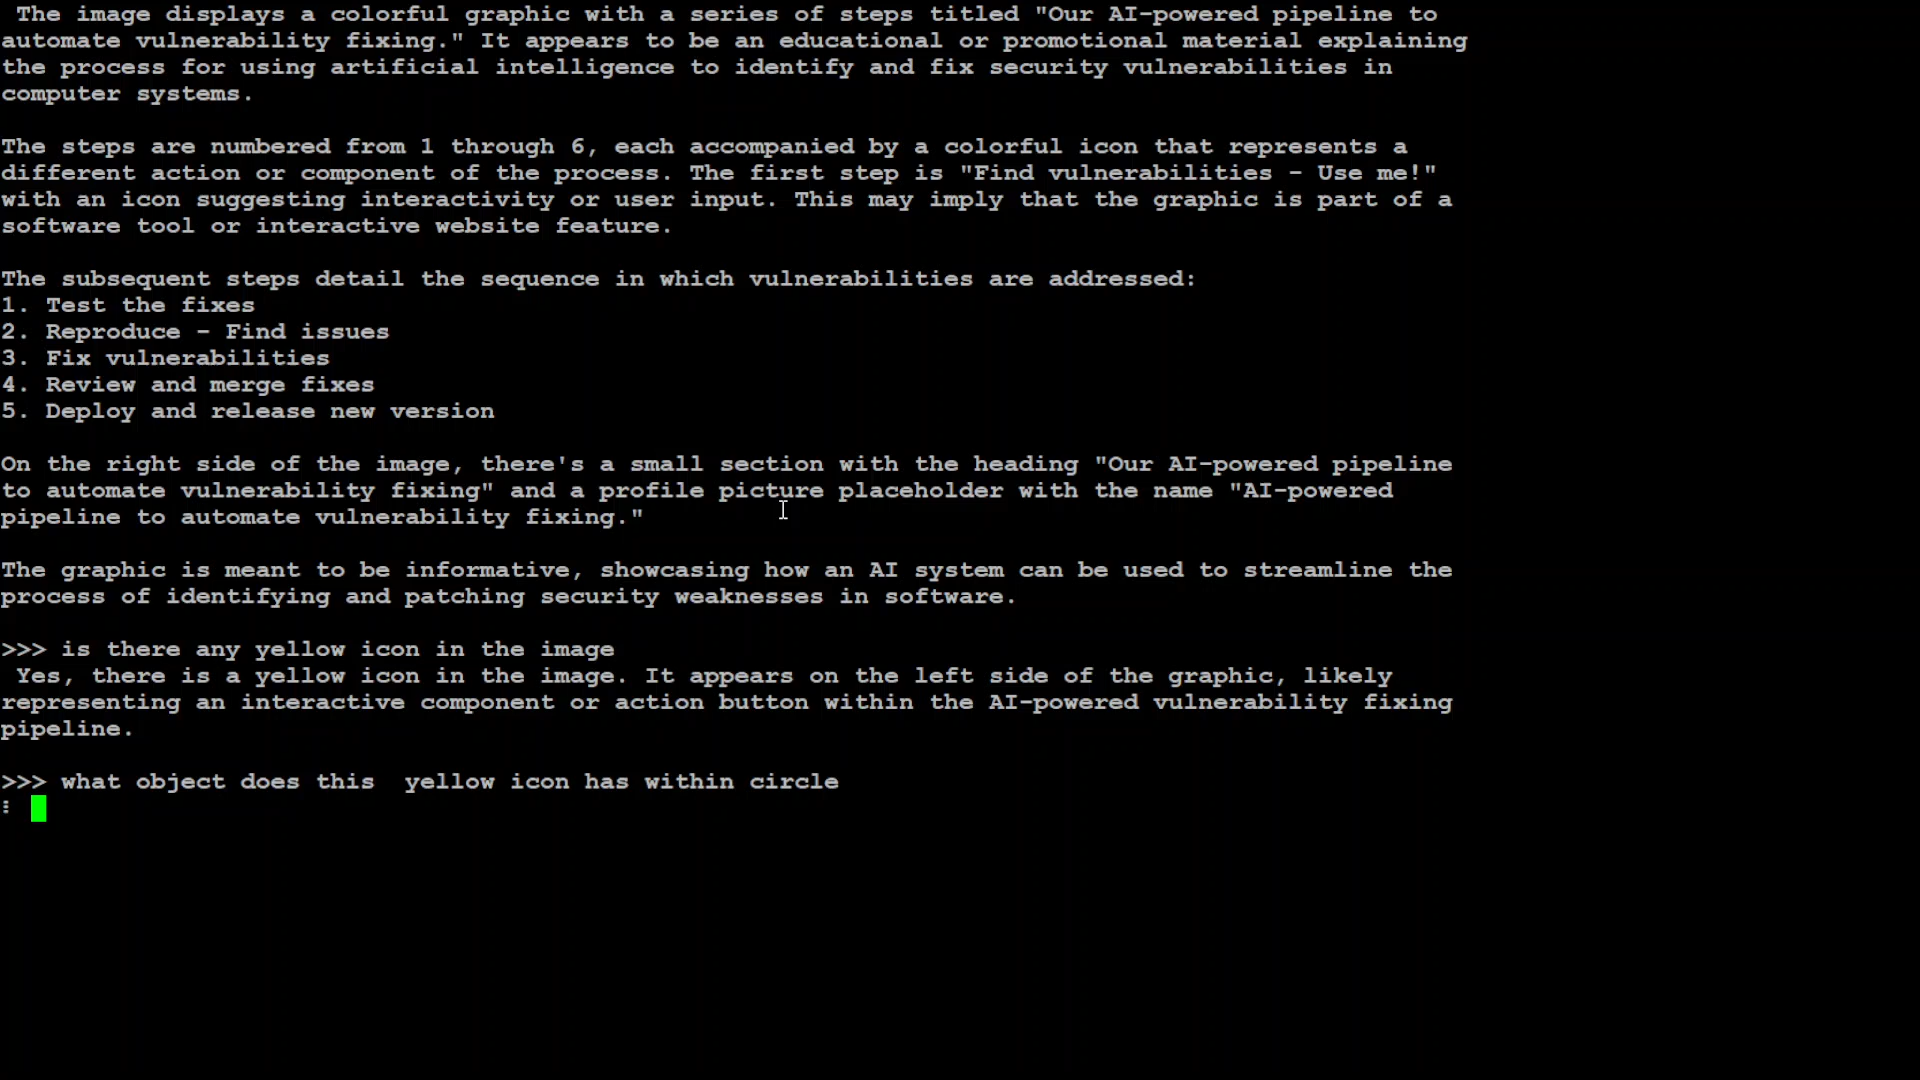 The image displays a colorful graphic with a series of steps titled "Our AI-powered pipeline to
automate vulnerability fixing." It appears to be an educational or promotional material explaining
the process for using artificial intelligence to identify and fix security vulnerabilities in
computer systems.
The steps are numbered from 1 through 6, each accompanied by a colorful icon that represents a
different action or component of the process. The first step is "Find vulnerabilities - Use me!"
with an icon suggesting interactivity or user input. This may imply that the graphic is part of a
software tool or interactive website feature.
The subsequent steps detail the sequence in which vulnerabilities are addressed:
1. Test the fixes
2. Reproduce - Find issues
3. Fix vulnerabilities
4. Review and merge fixes
5. Deploy and release new version
On the right side of the image, there's a small section with the heading "Our AI-powered pipeline
to automate vulnerability fixing" and a profile picture placeholder with the name "AI-powered
pipeline to automate vulnerability fixing."
The graphic is meant to be informative, showcasing how an AI system can be used to streamline the
process of identifying and patching security weaknesses in software.
>>> is there any yellow icon in the image
Yes, there is a yellow icon in the image. It appears on the left side of the graphic, likely
representing an interactive component or action button within the AI-powered vulnerability fixing
pipeline.
>>> what object does this  yellow icon has within circle